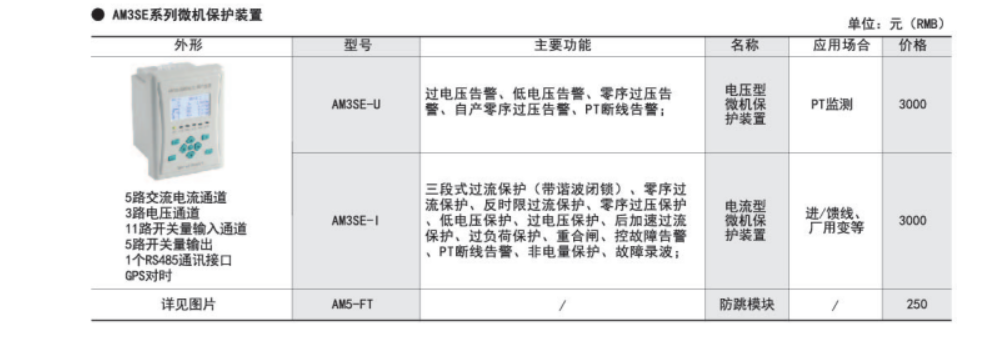 ● AM3SE系列微机保护装置
单位：元（RMB）
外形 型号 主要功能 名称 应用场合 价格
5路交流电流通道
3路电压通道
11路开关量输入通道
5路开关量输出
1个RS485通讯接口
GPS对时
AM3SE-U
过电压告警、低电压告警、零序过压告
警、自产零序过压告警、PT断线告警；
电压型
微机保
护装置
PT监测
3000
AM3SE-I
三段式过流保护（带谐波闭锁）、零序过
流保护、反时限过流保护、零序过压保护
、低电压保护、过电压保护、后加速过流
保护、过负荷保护、重合闸、控故障告警
、PT断线告警、非电量保护、故障录波；
电流型
微机保
护装置
进/馈线、
厂用变等
3000
详见图片 AM5-FT / 防跳模块 / 250